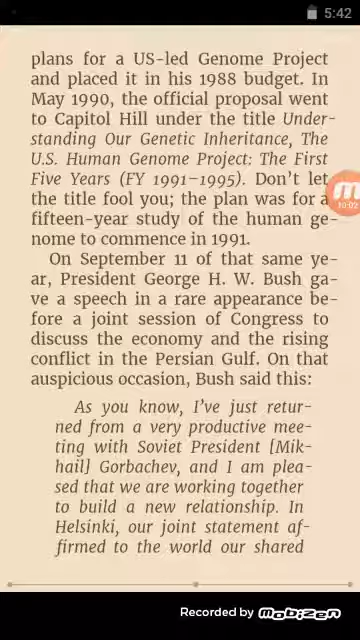 5:42
plans for a US-led Genome Project
and placed it in his 1988 budget. In
May 1990, the official proposal went
to Capitol Hill under the title Under-
standing Our Genetic Inheritance, The
U.S. Human Genome Project: The First
Five Years (FY 1991–1995). Don't let
the title fool you; the plan was for a
10:02
fifteen-year study of the human ge-
nome to commence in 1991.
On September 11 of that same ye-
ar, President George H. W. Bush ga-
ve a speech in a rare appearance be-
fore a joint session of Congress to
discuss the economy and the rising
conflict in the Persian Gulf. On that
auspicious occasion, Bush said this:
As you know, I've just retur-
ned from a very productive mee-
ting with Soviet President [Mik-
hail] Gorbachev, and I am plea-
sed that we are working together
to build a new relationship. In
Helsinki, our joint statement af-
firmed to the world our shared
Recorded by mobizen